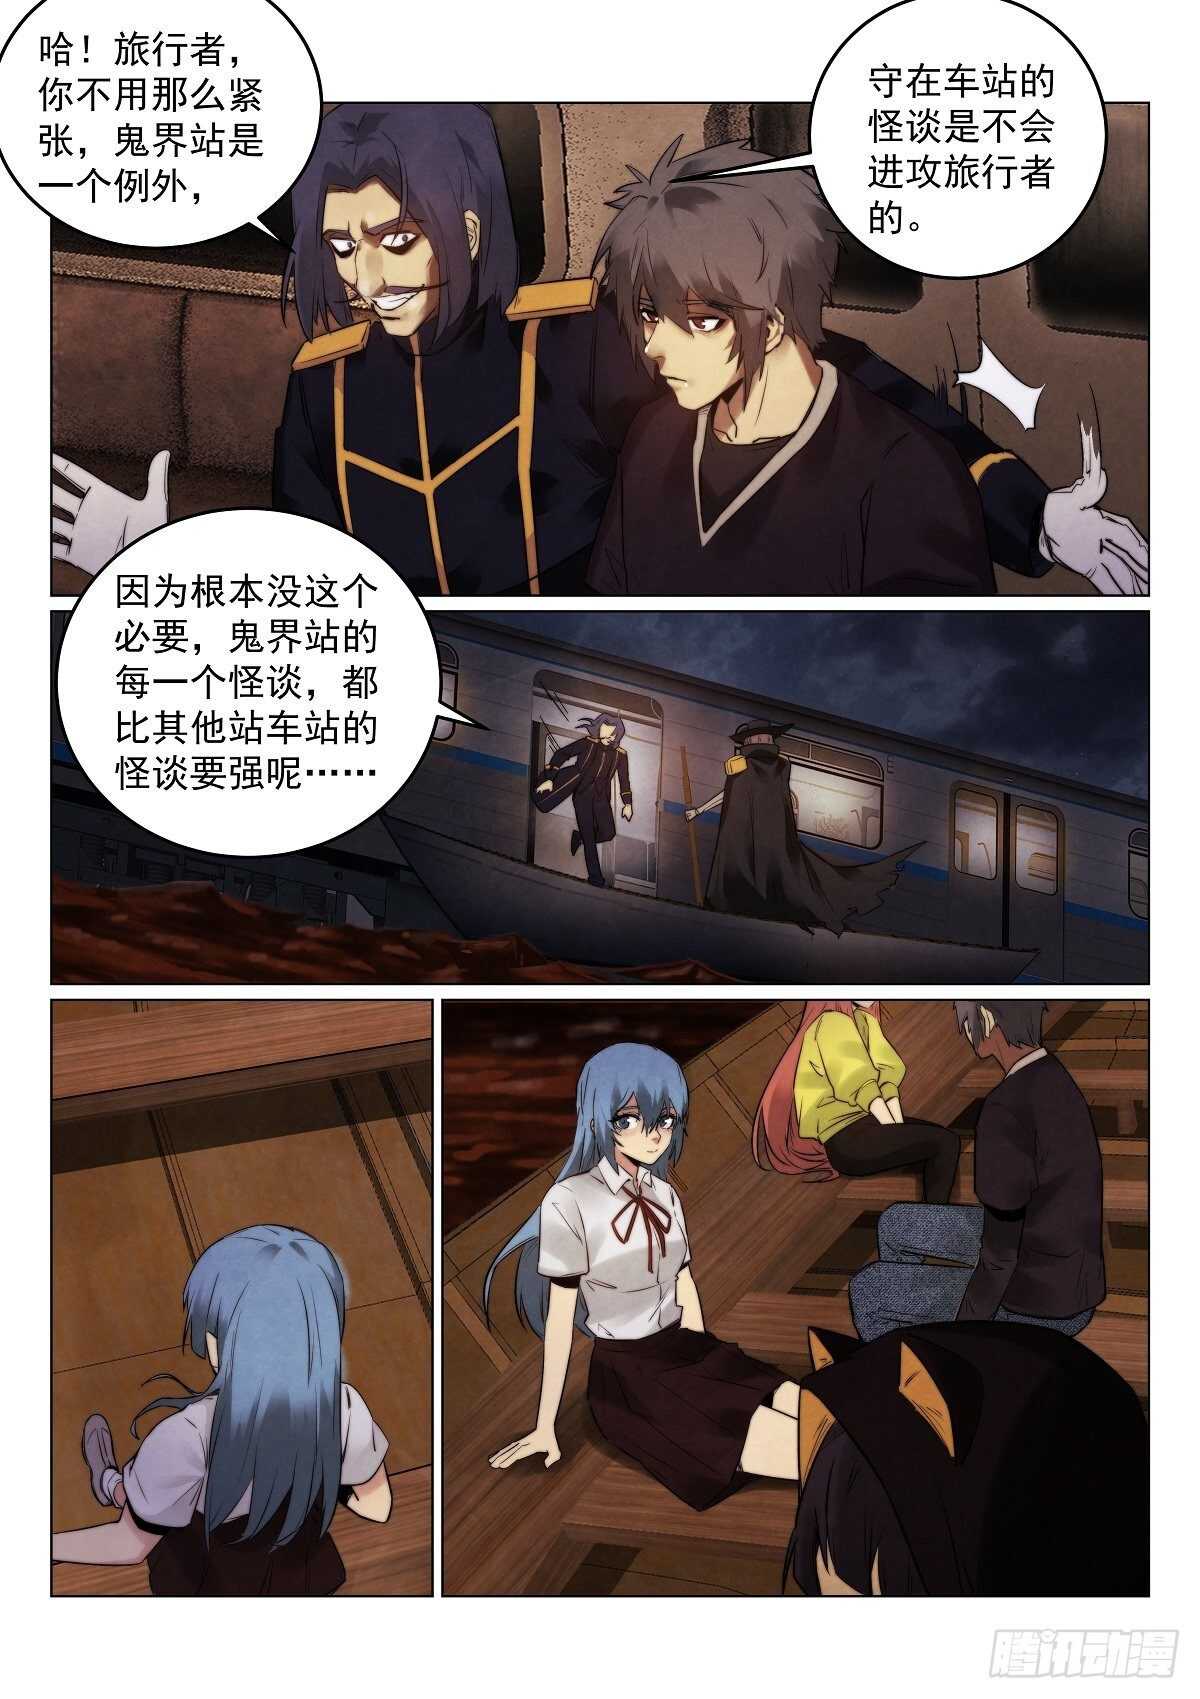 哈！旅行者，
你不用那么紧
张，鬼界站是
一个例外，
守在车站的
怪谈是不会
进攻旅行者
的。
因为根本没这个
必要，鬼界站的
每一个怪谈，都
比其他站车站的
怪谈要强呢……
腾讯动漫